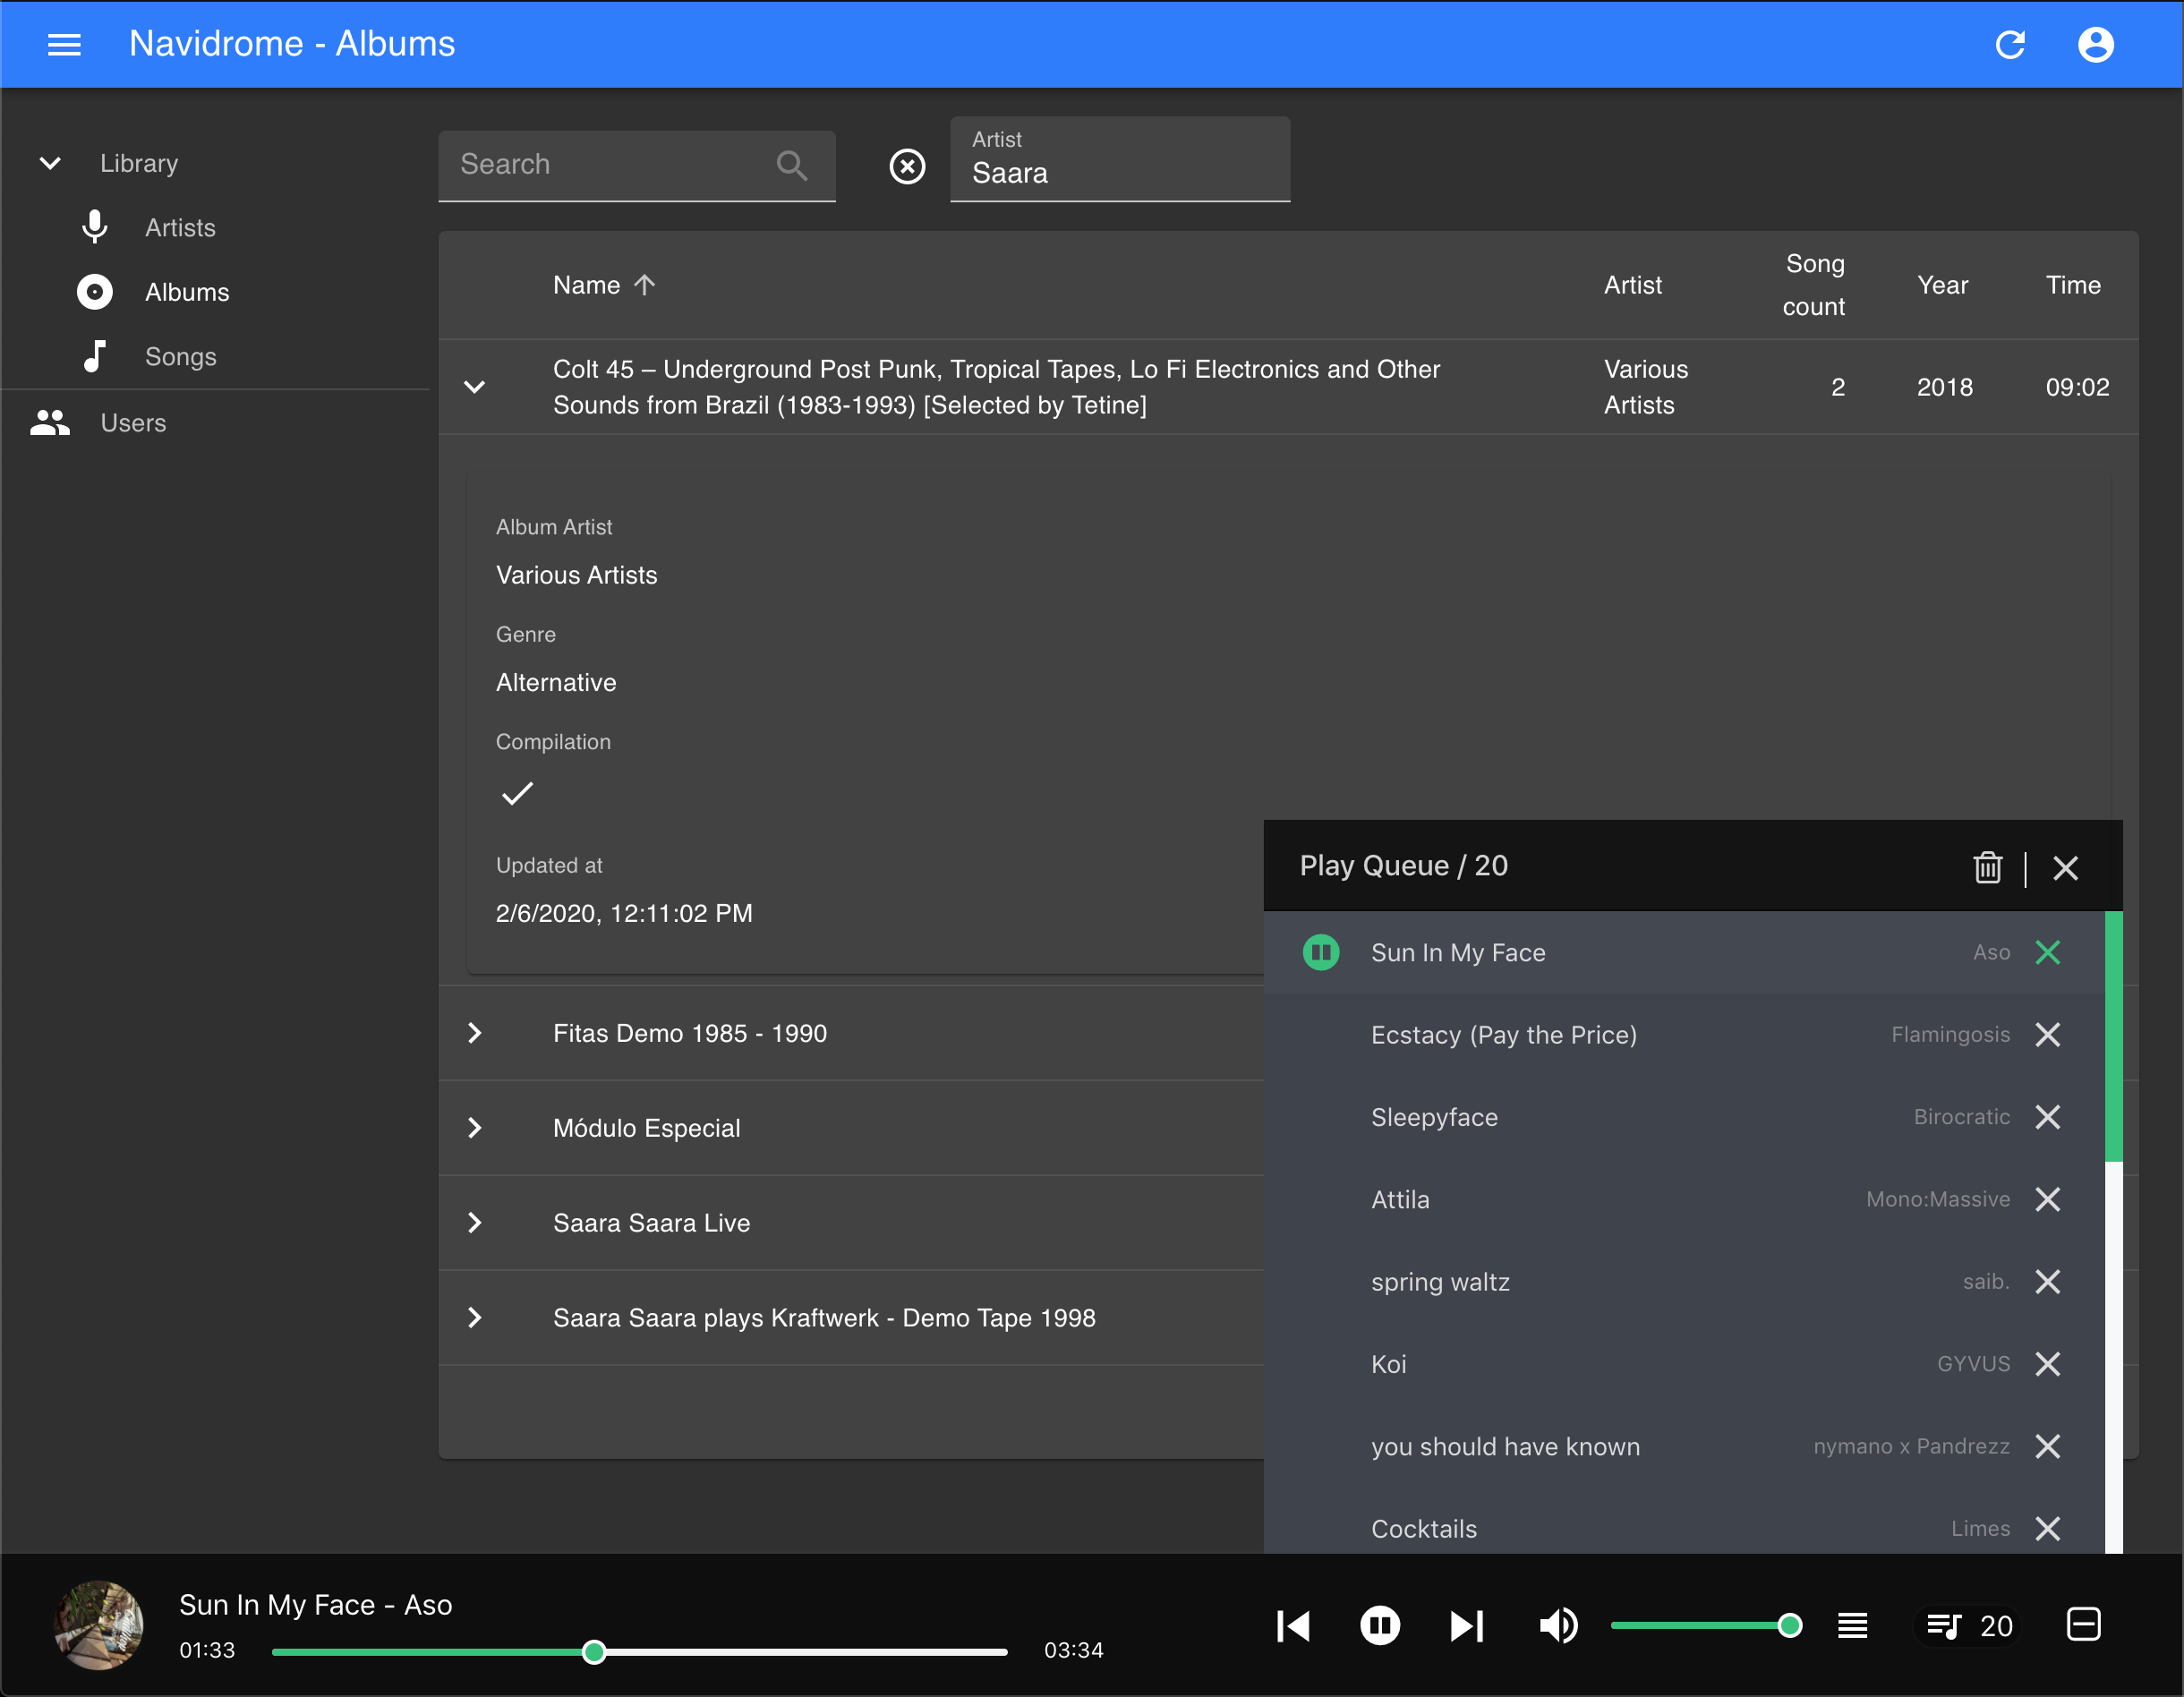 Navidrome - Albums
Library
Artists
Albums
Songs
Users
Search
Artist
Saara
Name
Artist
Song
count
Year
Time
Colt 45 – Underground Post Punk, Tropical Tapes, Lo Fi Electronics and Other
Sounds from Brazil (1983-1993) [Selected by Tetine]
Various
Artists
2
2018
09:02
Album Artist
Various Artists
Genre
Alternative
Compilation
Updated at
2/6/2020, 12:11:02 PM
Fitas Demo 1985 - 1990
Módulo Especial
Saara Saara Live
Saara Saara plays Kraftwerk - Demo Tape 1998
Play Queue / 20
Sun In My Face Aso
Ecstacy (Pay the Price) Flamingosis
Sleepyface Birocratic
Attila Mono:Massive
spring waltz saib.
Koi GYVUS
you should have known nymano x Pandrezz
Cocktails Limes
Sun In My Face - Aso
01:33
03:34
20